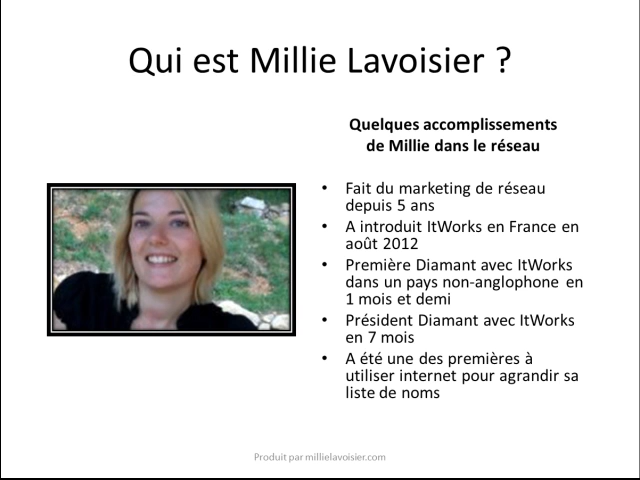 Qui est Millie Lavoisier ?
Quelques accomplissements
de Millie dans le réseau
• Fait du marketing de réseau
depuis 5 ans
• A introduit ItWorks en France en
août 2012
• Première Diamant avec ItWorks
dans un pays non-anglophone en
1 mois et demi
• Président Diamant avec ItWorks
en 7 mois
• A été une des premières à
utiliser internet pour agrandir sa
liste de noms
Produit par millielavoisier.com